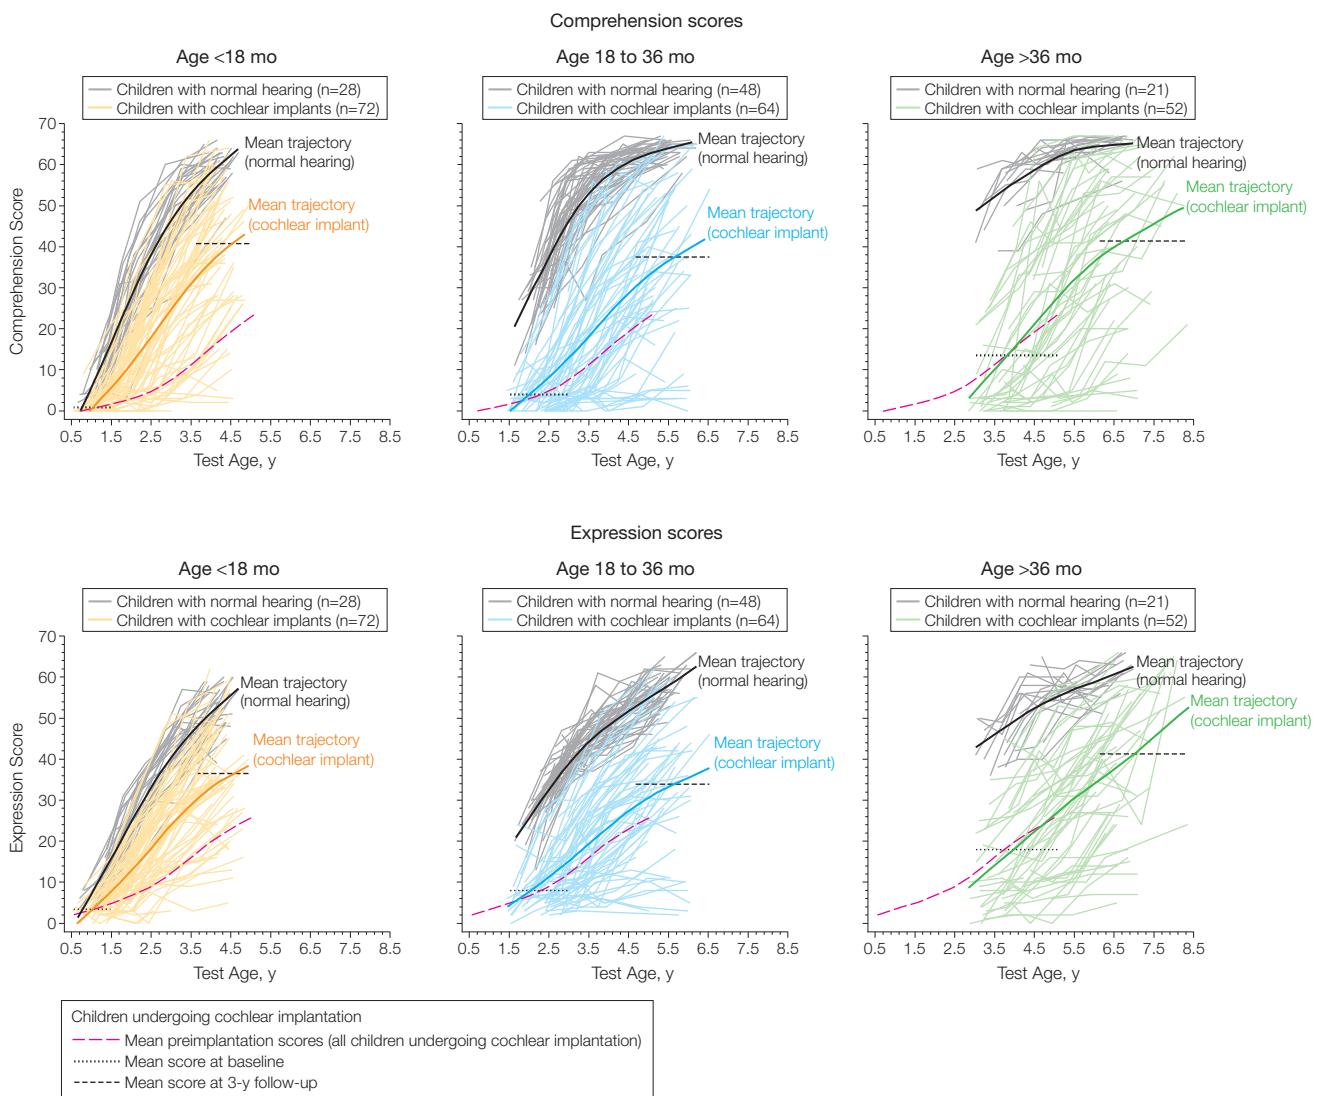 Comprehension scores
Age <18 mo
Children with normal hearing (n=28)
Children with cochlear implants (n=72)
Comprehension Score
70
60
50
40
30
20
10
0
Mean trajectory
(normal hearing)
Mean trajectory
(cochlear implant)
0.5 1.5 2.5 3.5 4.5 5.5 6.5 7.5 8.5
Test Age, y
Age 18 to 36 mo
Children with normal hearing (n=48)
Children with cochlear implants (n=64)
Mean trajectory
(normal hearing)
Mean trajectory
(cochlear implant)
0.5 1.5 2.5 3.5 4.5 5.5 6.5 7.5 8.5
Test Age, y
Age >36 mo
Children with normal hearing (n=21)
Children with cochlear implants (n=52)
Mean trajectory
(normal hearing)
Mean trajectory
(cochlear implant)
0.5 1.5 2.5 3.5 4.5 5.5 6.5 7.5 8.5
Test Age, y
Expression scores
Age <18 mo
Children with normal hearing (n=28)
Children with cochlear implants (n=72)
Expression Score
70
60
50
40
30
20
10
0
Mean trajectory
(normal hearing)
Mean trajectory
(cochlear implant)
0.5 1.5 2.5 3.5 4.5 5.5 6.5 7.5 8.5
Test Age, y
Age 18 to 36 mo
Children with normal hearing (n=48)
Children with cochlear implants (n=64)
Mean trajectory
(normal hearing)
Mean trajectory
(cochlear implant)
0.5 1.5 2.5 3.5 4.5 5.5 6.5 7.5 8.5
Test Age, y
Age >36 mo
Children with normal hearing (n=21)
Children with cochlear implants (n=52)
Mean trajectory
(normal hearing)
Mean trajectory
(cochlear implant)
0.5 1.5 2.5 3.5 4.5 5.5 6.5 7.5 8.5
Test Age, y
Children undergoing cochlear implantation
Mean preimplantation scores (all children undergoing cochlear implantation)
Mean score at baseline
Mean score at 3-y follow-up